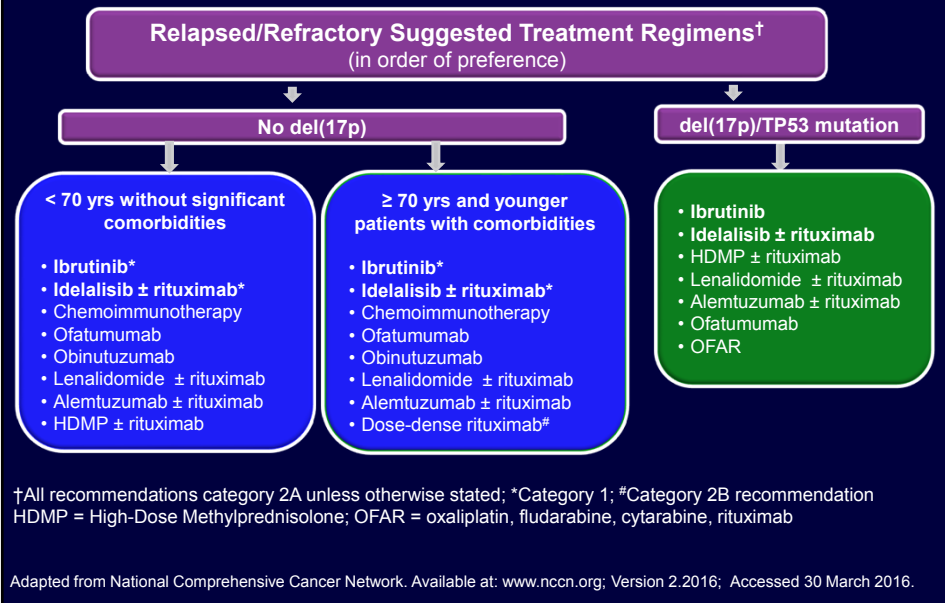 Relapsed/Refractory Suggested Treatment Regimens†
(in order of preference)
No del(17p)
del(17p)/TP53 mutation
< 70 yrs without significant
comorbidities
• Ibrutinib*
• Idelalisib ± rituximab*
• Chemoimmunotherapy
• Ofatumumab
• Obinutuzumab
• Lenalidomide ± rituximab
• Alemtuzumab ± rituximab
• HDMP ± rituximab
≥ 70 yrs and younger
patients with comorbidities
• Ibrutinib*
• Idelalisib ± rituximab*
• Chemoimmunotherapy
• Ofatumumab
• Obinutuzumab
• Lenalidomide ± rituximab
• Alemtuzumab ± rituximab
• Dose-dense rituximab#
• Ibrutinib
• Idelalisib ± rituximab
• HDMP ± rituximab
• Lenalidomide ± rituximab
• Alemtuzumab ± rituximab
• Ofatumumab
• OFAR
†All recommendations category 2A unless otherwise stated; *Category 1; #Category 2B recommendation
HDMP = High-Dose Methylprednisolone; OFAR = oxaliplatin, fludarabine, cytarabine, rituximab
Adapted from National Comprehensive Cancer Network. Available at: www.nccn.org; Version 2.2016; Accessed 30 March 2016.